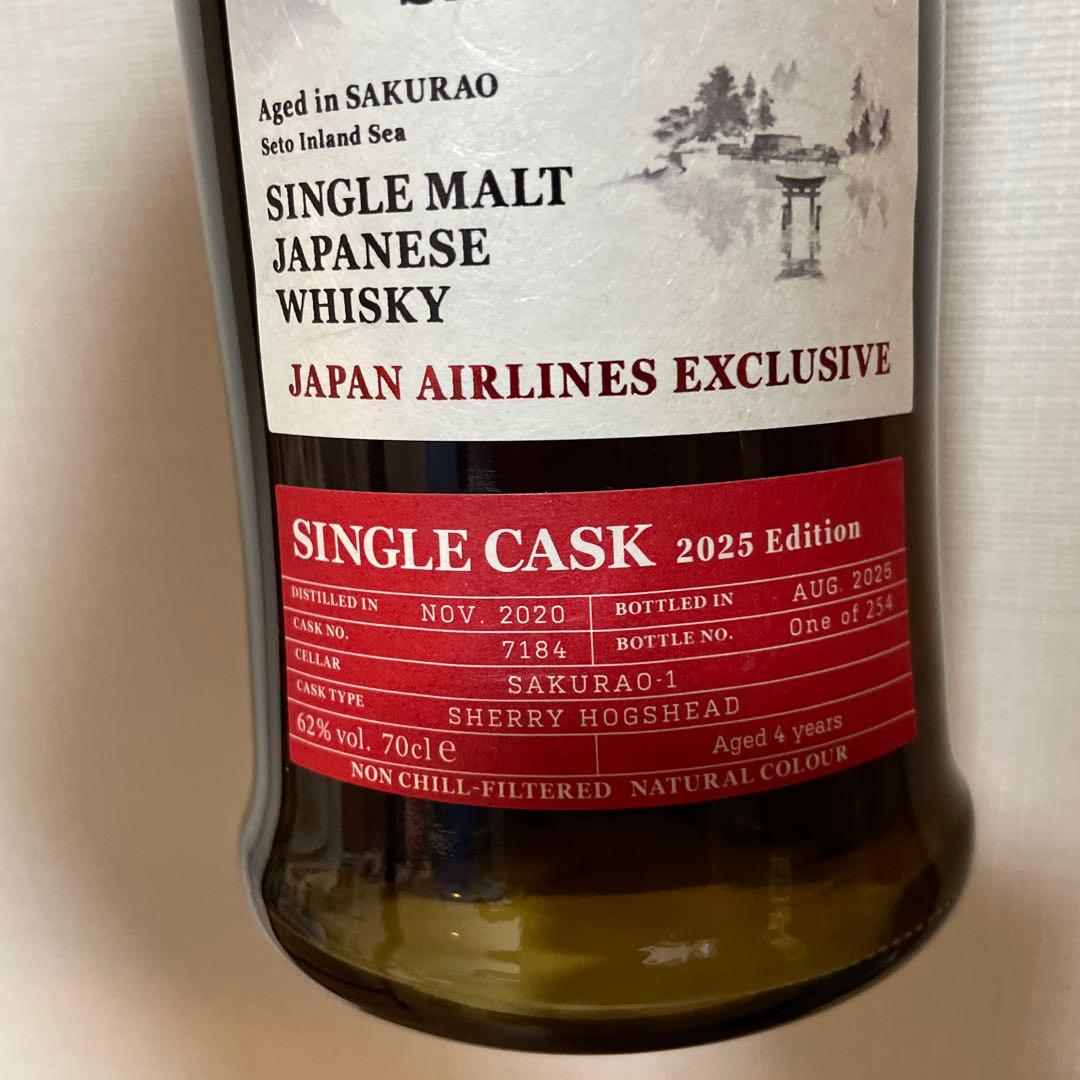 Aged in SAKURAO
Seto Inland Sea
SINGLE MALT
JAPANESE
WHISKY
JAPAN AIRLINES EXCLUSIVE
SINGLE CASK 2025 Edition
DISTILLED IN NOV. 2020 BOTTLED IN AUG. 2025
CASK NO. 7184 BOTTLE NO. One of 254
CELLAR SAKURAO-1
CASK TYPE SHERRY HOGSHEAD
62% vol. 70cl e Aged 4 years
NON CHILL-FILTERED NATURAL COLOUR